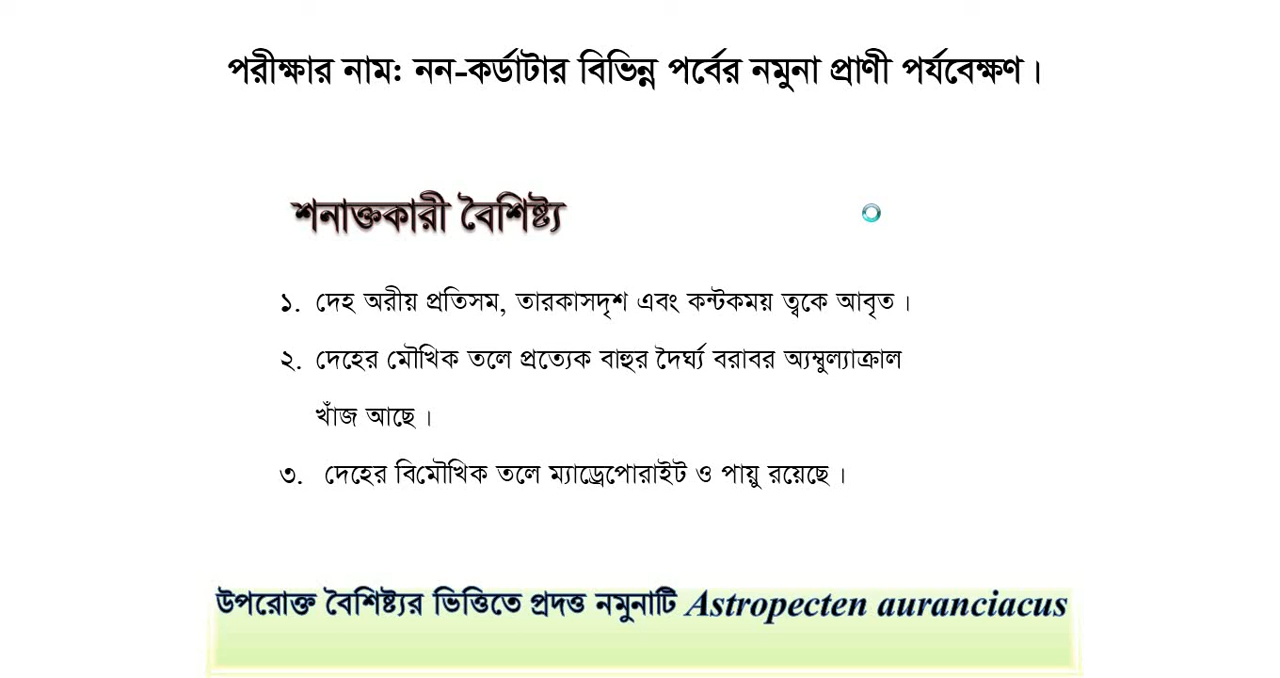 পরীক্ষার নাম: নন-কর্ডাটার বিভিন্ন পর্বের নমুনা প্রাণী পর্যবেক্ষণ।
শনাক্তকারী বৈশিষ্ট্য
১. দেহ অরীয় প্রতিসম, তারকাসদৃশ এবং কন্টকময় ত্বকে আবৃত।
২. দেহের মৌখিক তলে প্রত্যেক বাহুর দৈর্ঘ্য বরাবর অ্যম্বুল্যাক্রাল
খাঁজ আছে।
৩. দেহের বিমৌখিক তলে ম্যাড্রেপোরাইট ও পায়ু রয়েছে।
উপরোক্ত বৈশিষ্ট্যর ভিত্তিতে প্রদত্ত নমুনাটি Astropecten auranciacus